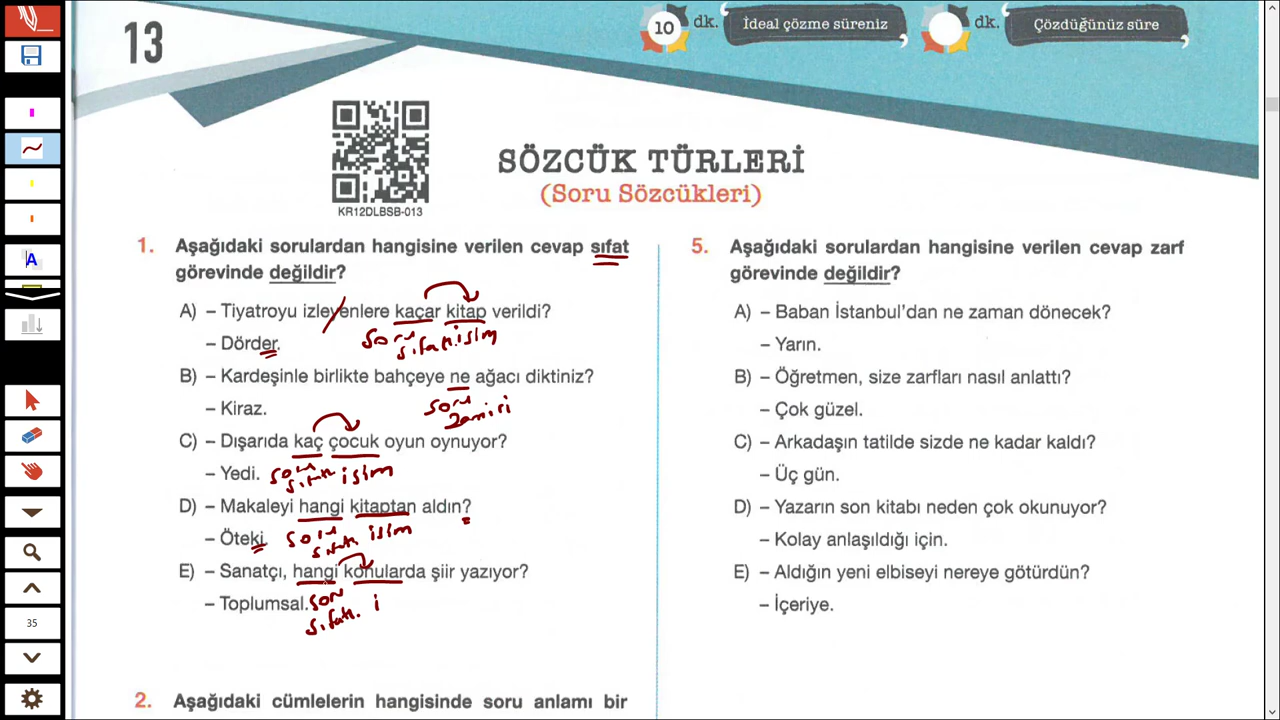 13
10 dk. İdeal çözme süreniz
dk. Çözdüğünüz süre
KR12DLBSB-013
SÖZCÜK TÜRLERİ
(Soru Sözcükleri)
1. Aşağıdaki sorulardan hangisine verilen cevap sıfat
görevinde değildir?
A) – Tiyatroyu izleyenlere kaçar kitap verildi?
soru sıfatı isim
– Dörder.
B) – Kardeşinle birlikte bahçeye ne ağacı diktiniz?
soru zamiri
– Kiraz.
C) – Dışarıda kaç çocuk oyun oynuyor?
– Yedi.
soru sıfatı isim
D) – Makaleyi hangi kitaptan aldın?
– Öteki.
soru sıfatı isim
E) – Sanatçı, hangi konularda şiir yazıyor?
– Toplumsal.
soru sıfatı i
2. Aşağıdaki cümlelerin hangisinde soru anlamı bir
5. Aşağıdaki sorulardan hangisine verilen cevap zarf
görevinde değildir?
A) – Baban İstanbul'dan ne zaman dönecek?
– Yarın.
B) – Öğretmen, size zarfları nasıl anlattı?
– Çok güzel.
C) – Arkadaşın tatilde sizde ne kadar kaldı?
– Üç gün.
D) – Yazarın son kitabı neden çok okunuyor?
– Kolay anlaşıldığı için.
E) – Aldığın yeni elbiseyi nereye götürdün?
– İçeriye.
A
35